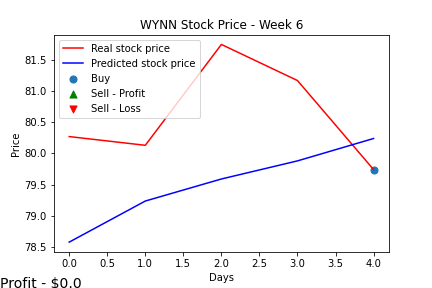 WYNN Stock Price - Week 6
Real stock price
Predicted stock price
Buy
Sell - Profit
Sell - Loss
81.5
81.0
80.5
80.0
79.5
79.0
78.5
Price
0.0 0.5 1.0 1.5 2.0 2.5 3.0 3.5 4.0
Days
Profit - $0.0